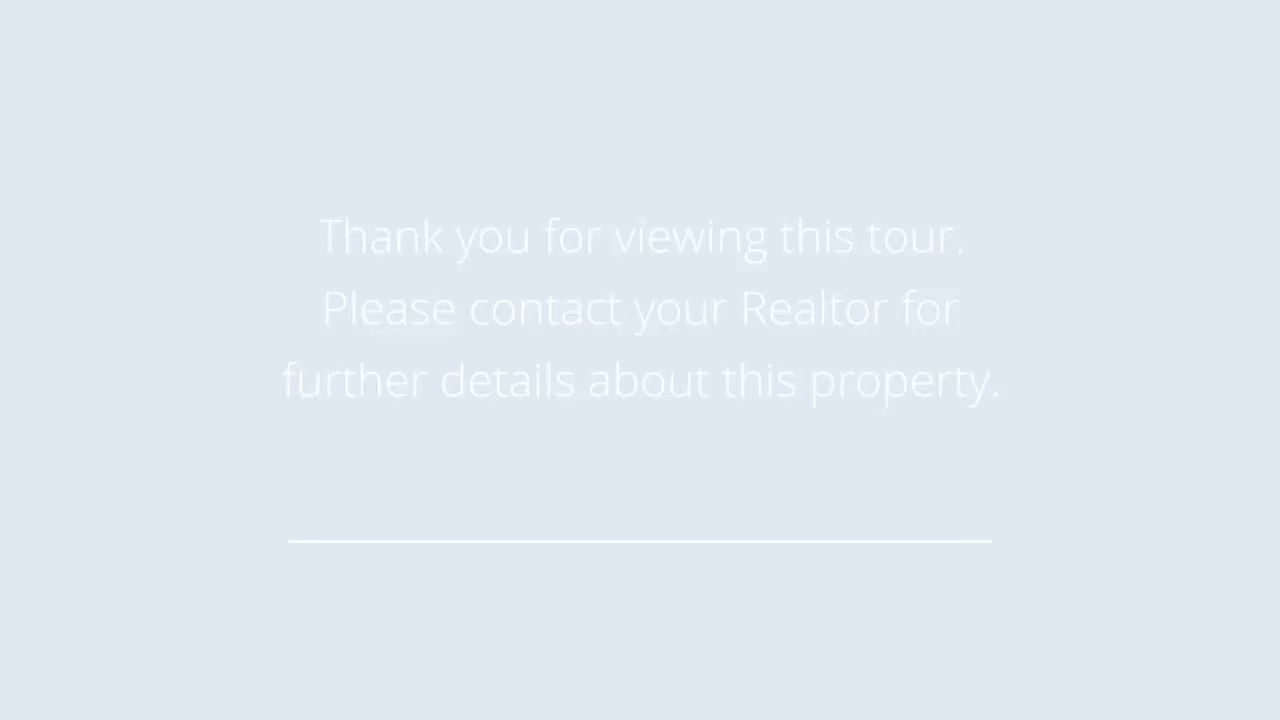 Thank you for viewing this tour.
Please contact your Realtor for
further details about this property.